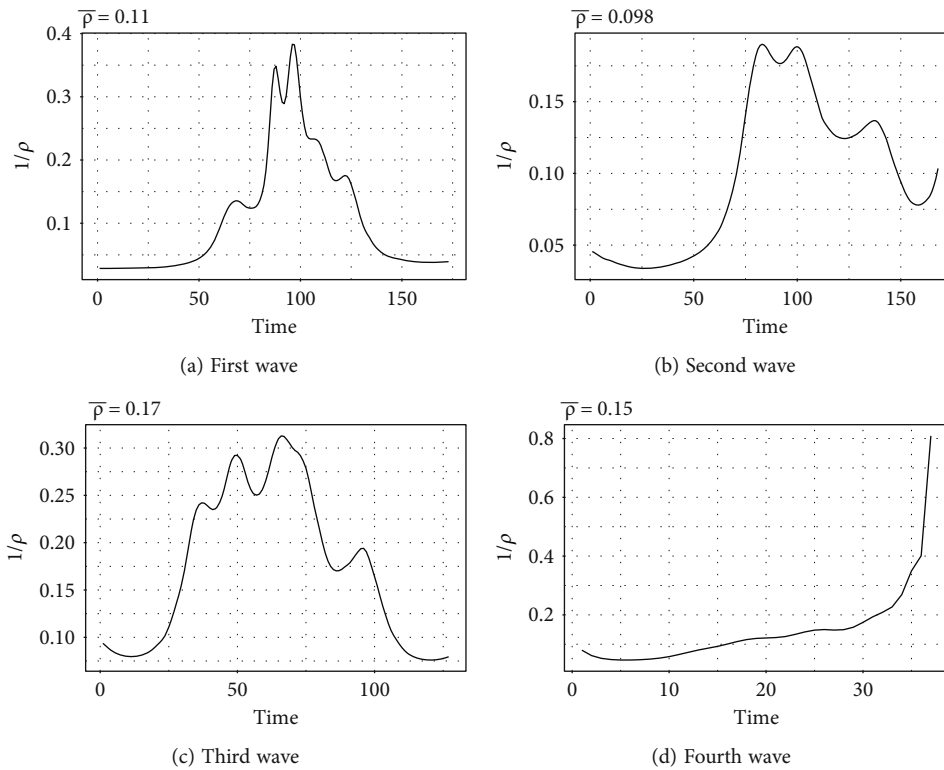 ρ̅ = 0.11
0.4
0.3
0.2
0.1
1/ρ
0 50 100 150
Time
(a) First wave
ρ̅ = 0.098
0.15
0.10
0.05
1/ρ
0 50 100 150
Time
(b) Second wave
ρ̅ = 0.17
0.30
0.25
0.20
0.15
0.10
1/ρ
0 50 100
Time
(c) Third wave
ρ̅ = 0.15
0.8
0.6
0.4
0.2
1/ρ
0 10 20 30
Time
(d) Fourth wave